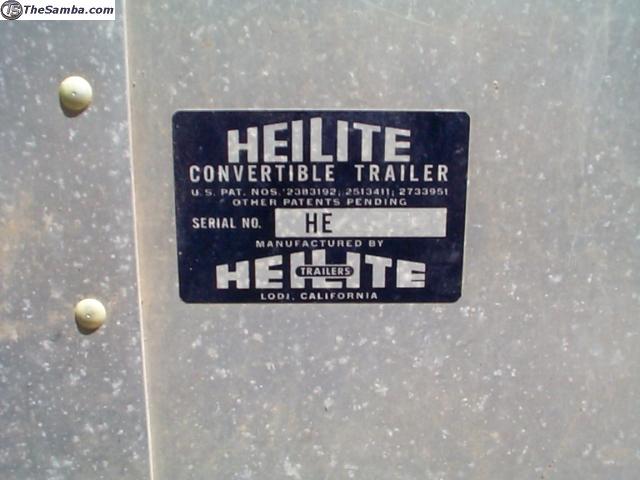 TheSamba.com
HEILITE
CONVERTIBLE TRAILER
U.S. PAT. NOS. 2383192; 2513411; 2733951
OTHER PATENTS PENDING
SERIAL NO. HE
MANUFACTURED BY
HEILITE
TRAILERS
LODI, CALIFORNIA